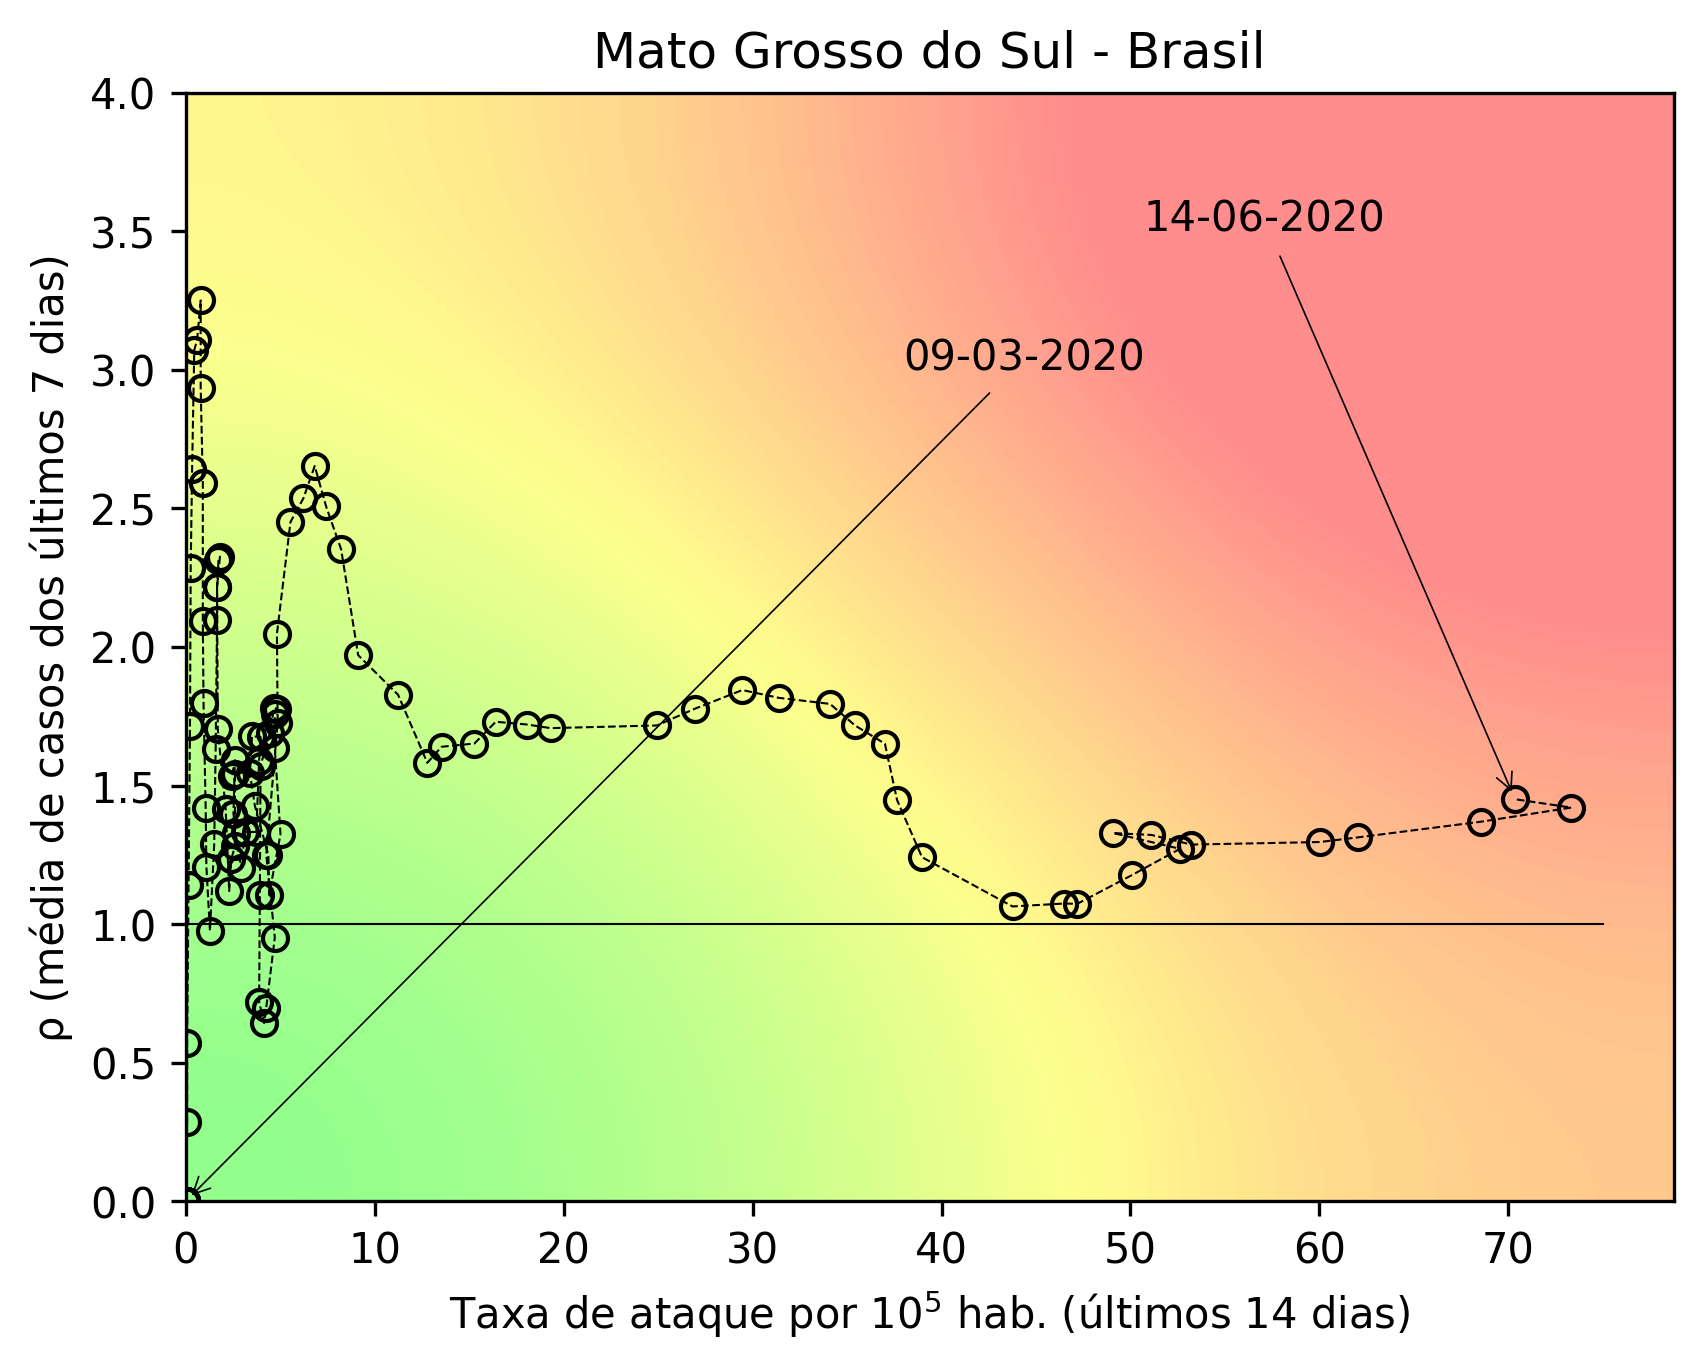 Mato Grosso do Sul - Brasil
4.0
3.5
3.0
2.5
2.0
1.5
1.0
0.5
0.0
ρ (média de casos dos últimos 7 dias)
14-06-2020
09-03-2020
0 10 20 30 40 50 60 70
Taxa de ataque por 10⁵ hab. (últimos 14 dias)